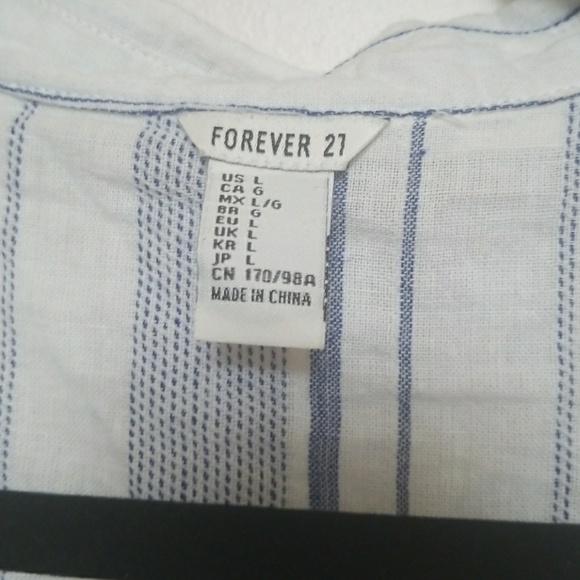 FOREVER 21
US L
CA G
MX L/G
BR G
EU L
UK L
KR L
JP L
CN 170/98A
MADE IN CHINA